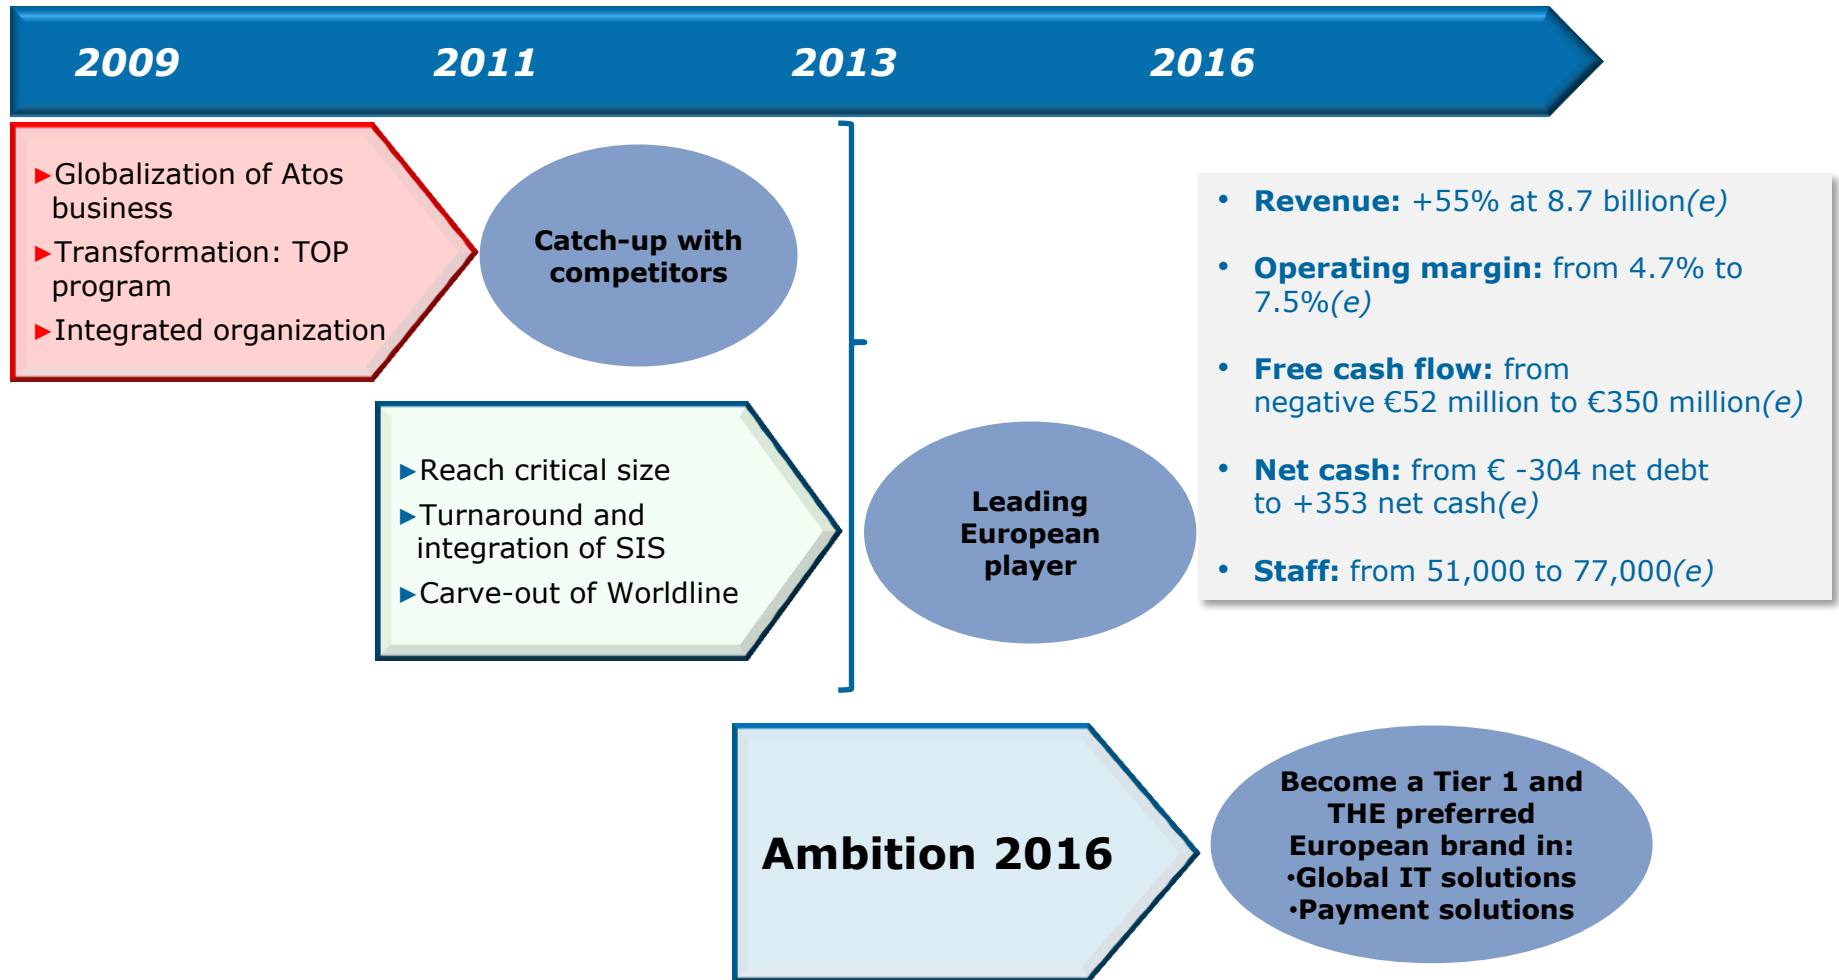 2009 2011 2013 2016
►Globalization of Atos
business
►Transformation: TOP
program
►Integrated organization
Catch-up with
competitors
►Reach critical size
►Turnaround and
integration of SIS
►Carve-out of Worldline
Leading
European
player
• Revenue: +55% at 8.7 billion(e)
• Operating margin: from 4.7% to
7.5%(e)
• Free cash flow: from
negative €52 million to €350 million(e)
• Net cash: from € -304 net debt
to +353 net cash(e)
• Staff: from 51,000 to 77,000(e)
Ambition 2016
Become a Tier 1 and
THE preferred
European brand in:
•Global IT solutions
•Payment solutions